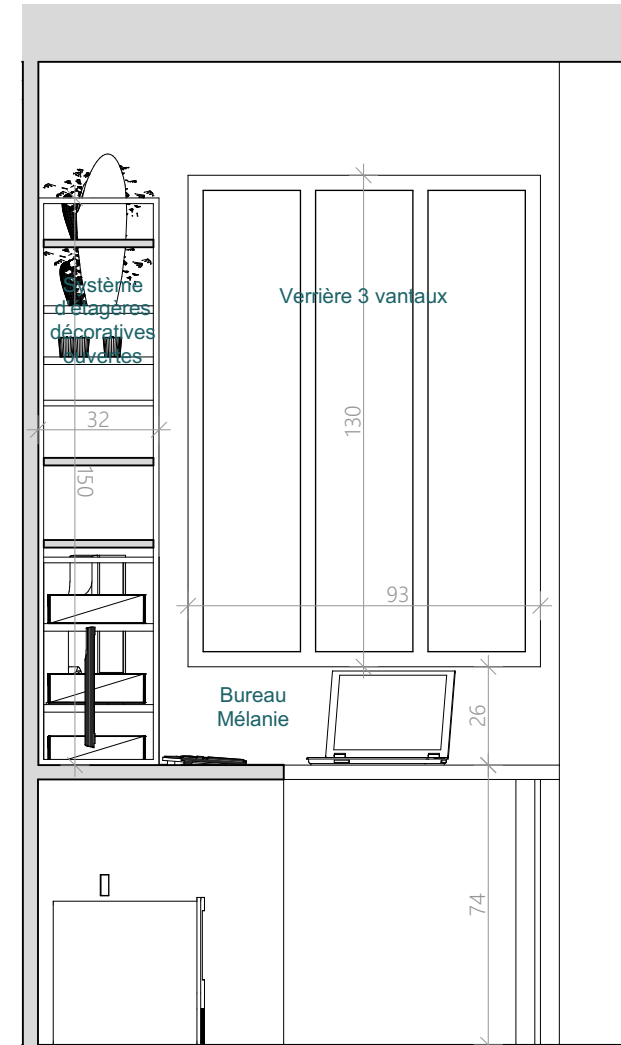 Système
d'étagères
décoratives
ouvertes
Verrière 3 vantaux
32
150
130
93
Bureau
Mélanie
26
74